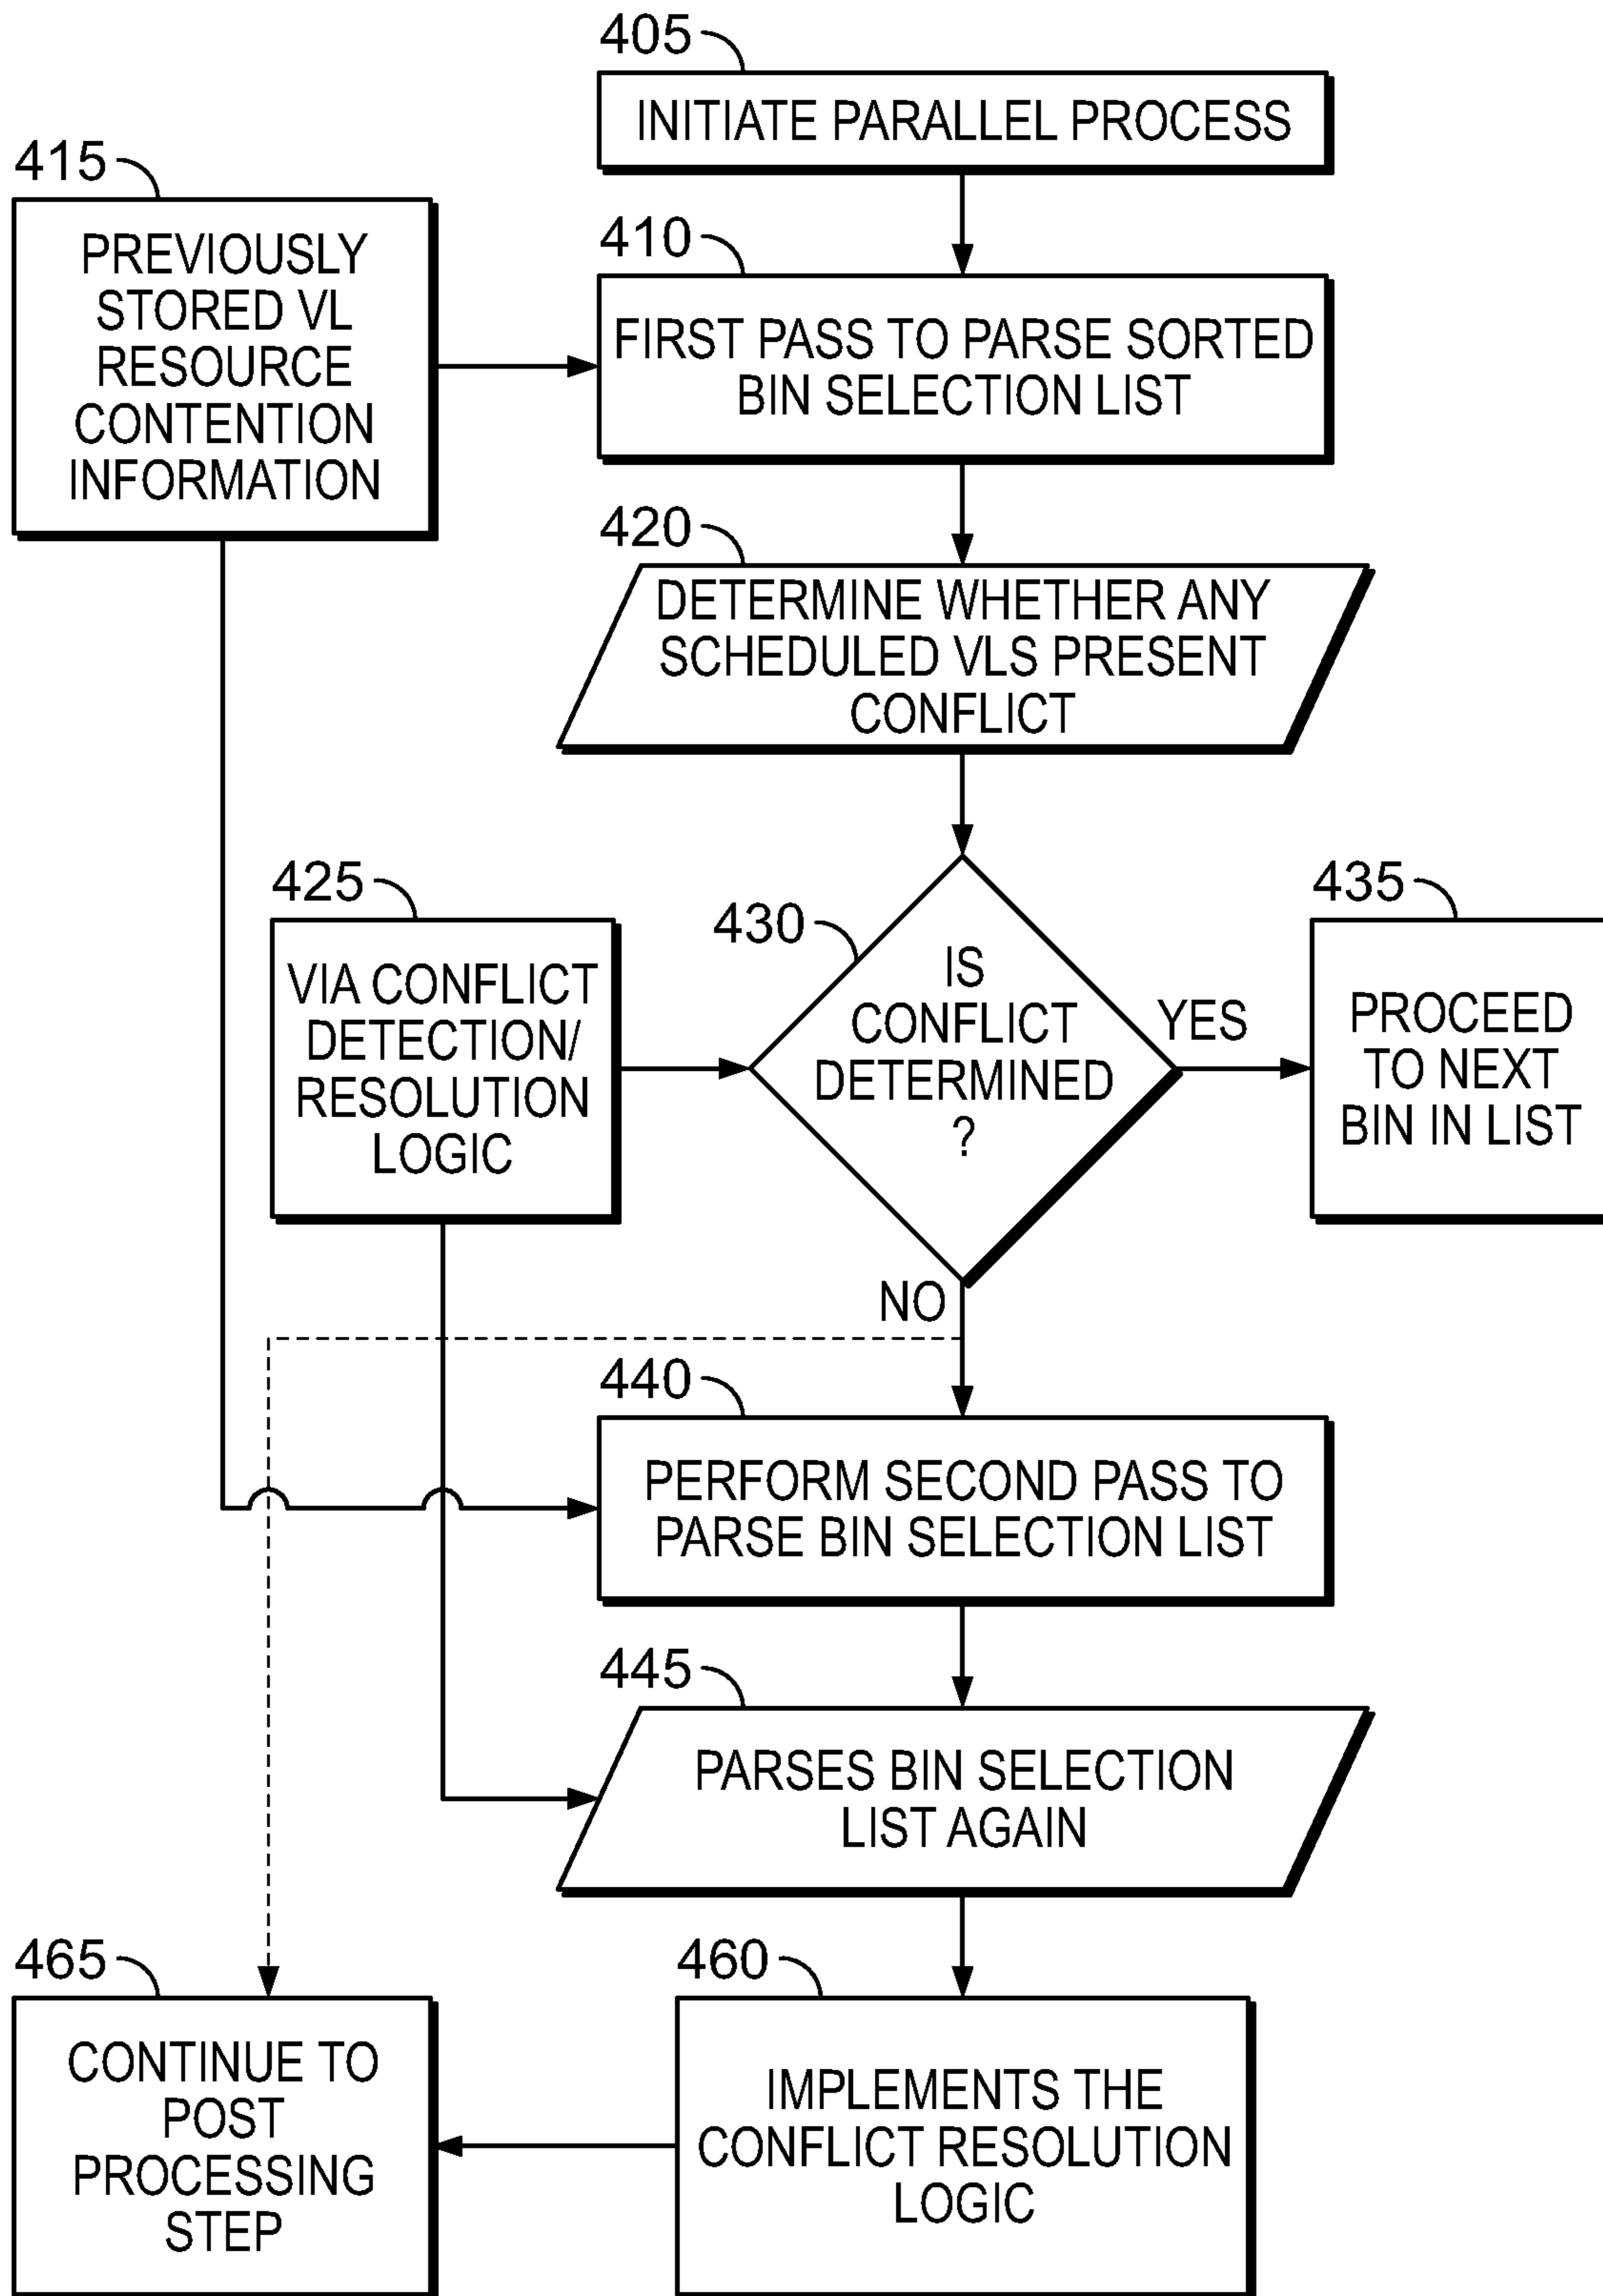 405
INITIATE PARALLEL PROCESS
415
PREVIOUSLY
STORED VL
RESOURCE
CONTENTION
INFORMATION
410
FIRST PASS TO PARSE SORTED
BIN SELECTION LIST
420
DETERMINE WHETHER ANY
SCHEDULED VLS PRESENT
CONFLICT
425
VIA CONFLICT
DETECTION/
RESOLUTION
LOGIC
430
IS
CONFLICT
DETERMINED
?
YES
435
PROCEED
TO NEXT
BIN IN LIST
NO
440
PERFORM SECOND PASS TO
PARSE BIN SELECTION LIST
445
PARSES BIN SELECTION
LIST AGAIN
465
CONTINUE TO
POST
PROCESSING
STEP
460
IMPLEMENTS THE
CONFLICT RESOLUTION
LOGIC